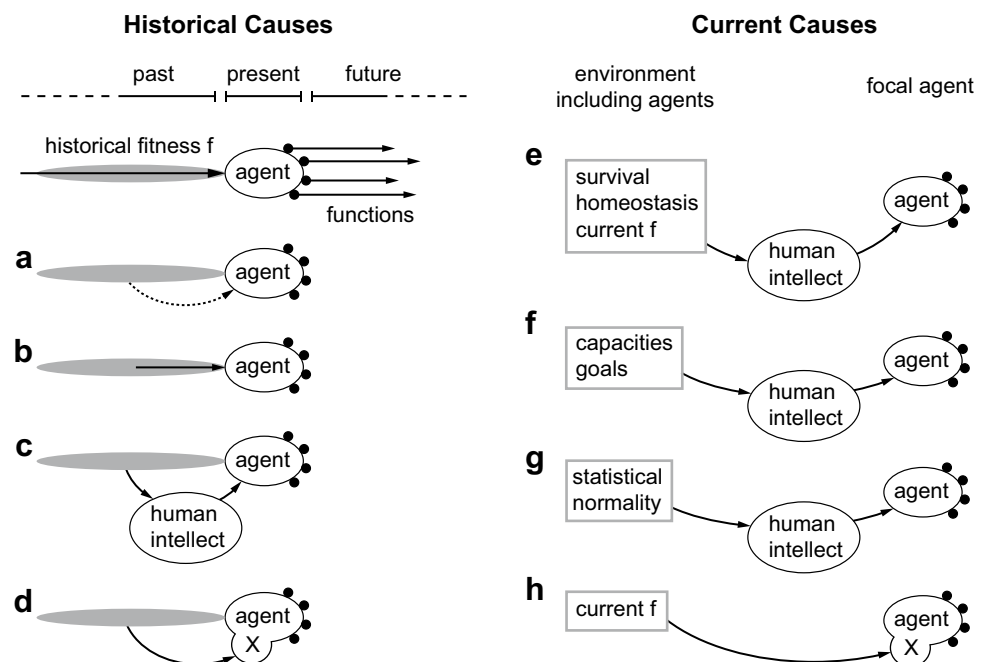 Historical Causes
past present future
historical fitness f
agent
functions
a
agent
b
agent
c
agent
human
intellect
d
agent
X
Current Causes
environment
including agents
focal agent
e
survival
homeostasis
current f
human
intellect
agent
f
capacities
goals
human
intellect
agent
g
statistical
normality
human
intellect
agent
h
current f
agent
X